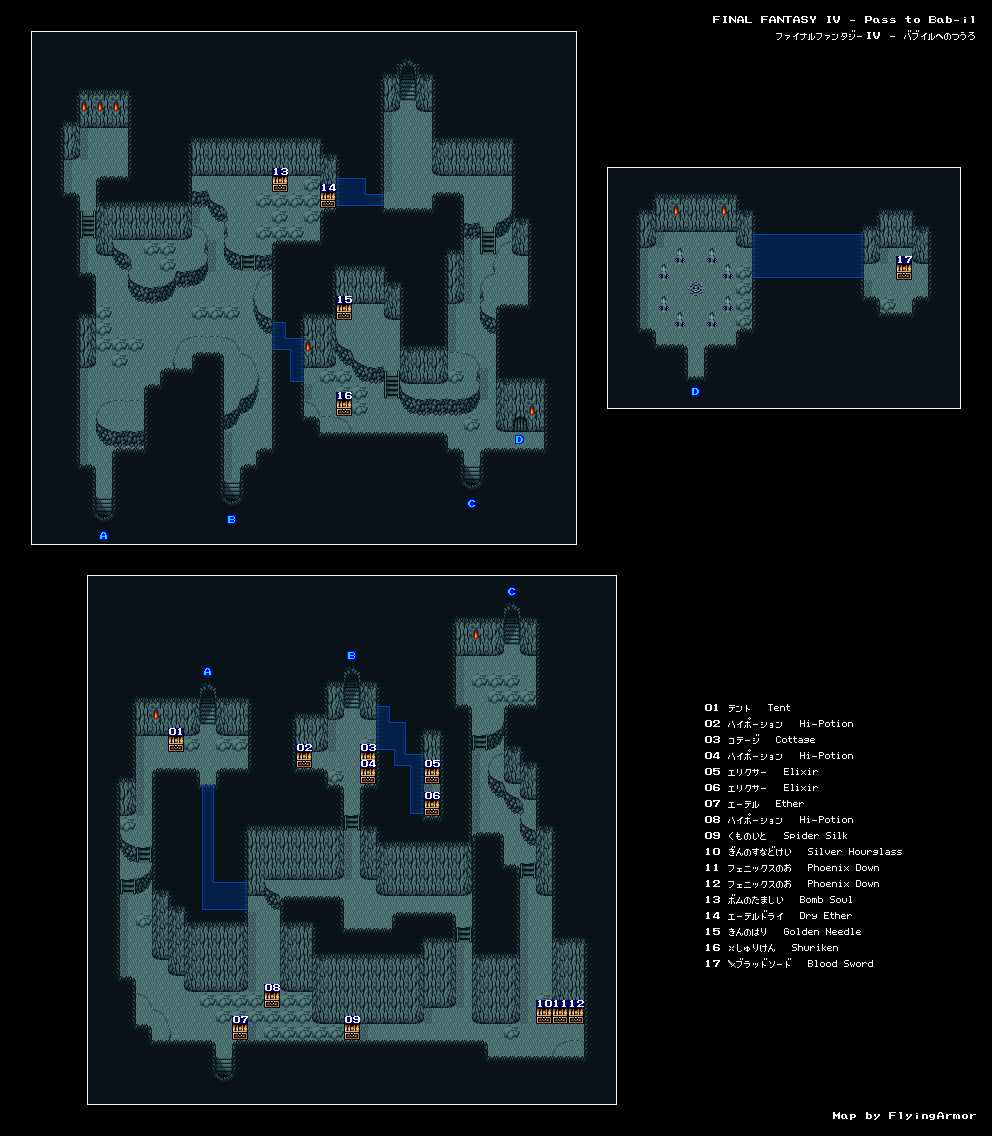 FINAL FANTASY IV - Pass to Bab-il
ファイナルファンタジーIV - バブイルへのつうろ
13
14
15
16
D
A
B
C
17
D
C
B
A
01
02
03
04
05
06
08
07
09
10 11 12
01 テント Tent
02 ハイポーション Hi-Potion
03 コテージ Cottage
04 ハイポーション Hi-Potion
05 エリクサー Elixir
06 エリクサー Elixir
07 エーテル Ether
08 ハイポーション Hi-Potion
09 くものいと Spider Silk
10 ぎんのすなどけい Silver Hourglass
11 フェニックスのお Phoenix Down
12 フェニックスのお Phoenix Down
13 ボムのたましい Bomb Soul
14 エーテルドライ Dry Ether
15 きんのはり Golden Needle
16 しゅりけん Shuriken
17 ブラッドソード Blood Sword
Map by FlyingArmor